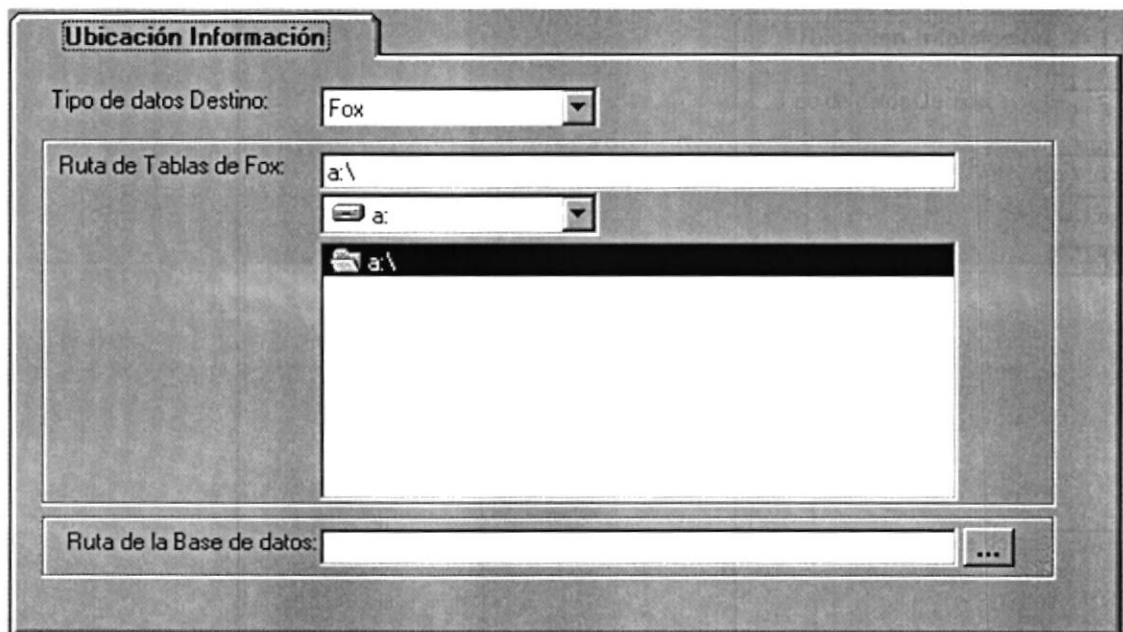 Ubicación Información
Tipo de datos Destino:
Fox
Ruta de Tablas de Fox:
a:\
a:
a:\
Ruta de la Base de datos:
...